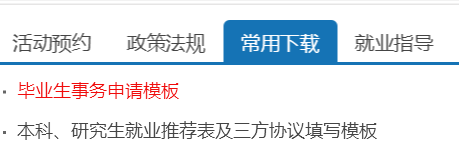 活动预约 政策法规 常用下载 就业指导
· 毕业生事务申请模板
· 本科、研究生就业推荐表及三方协议填写模板